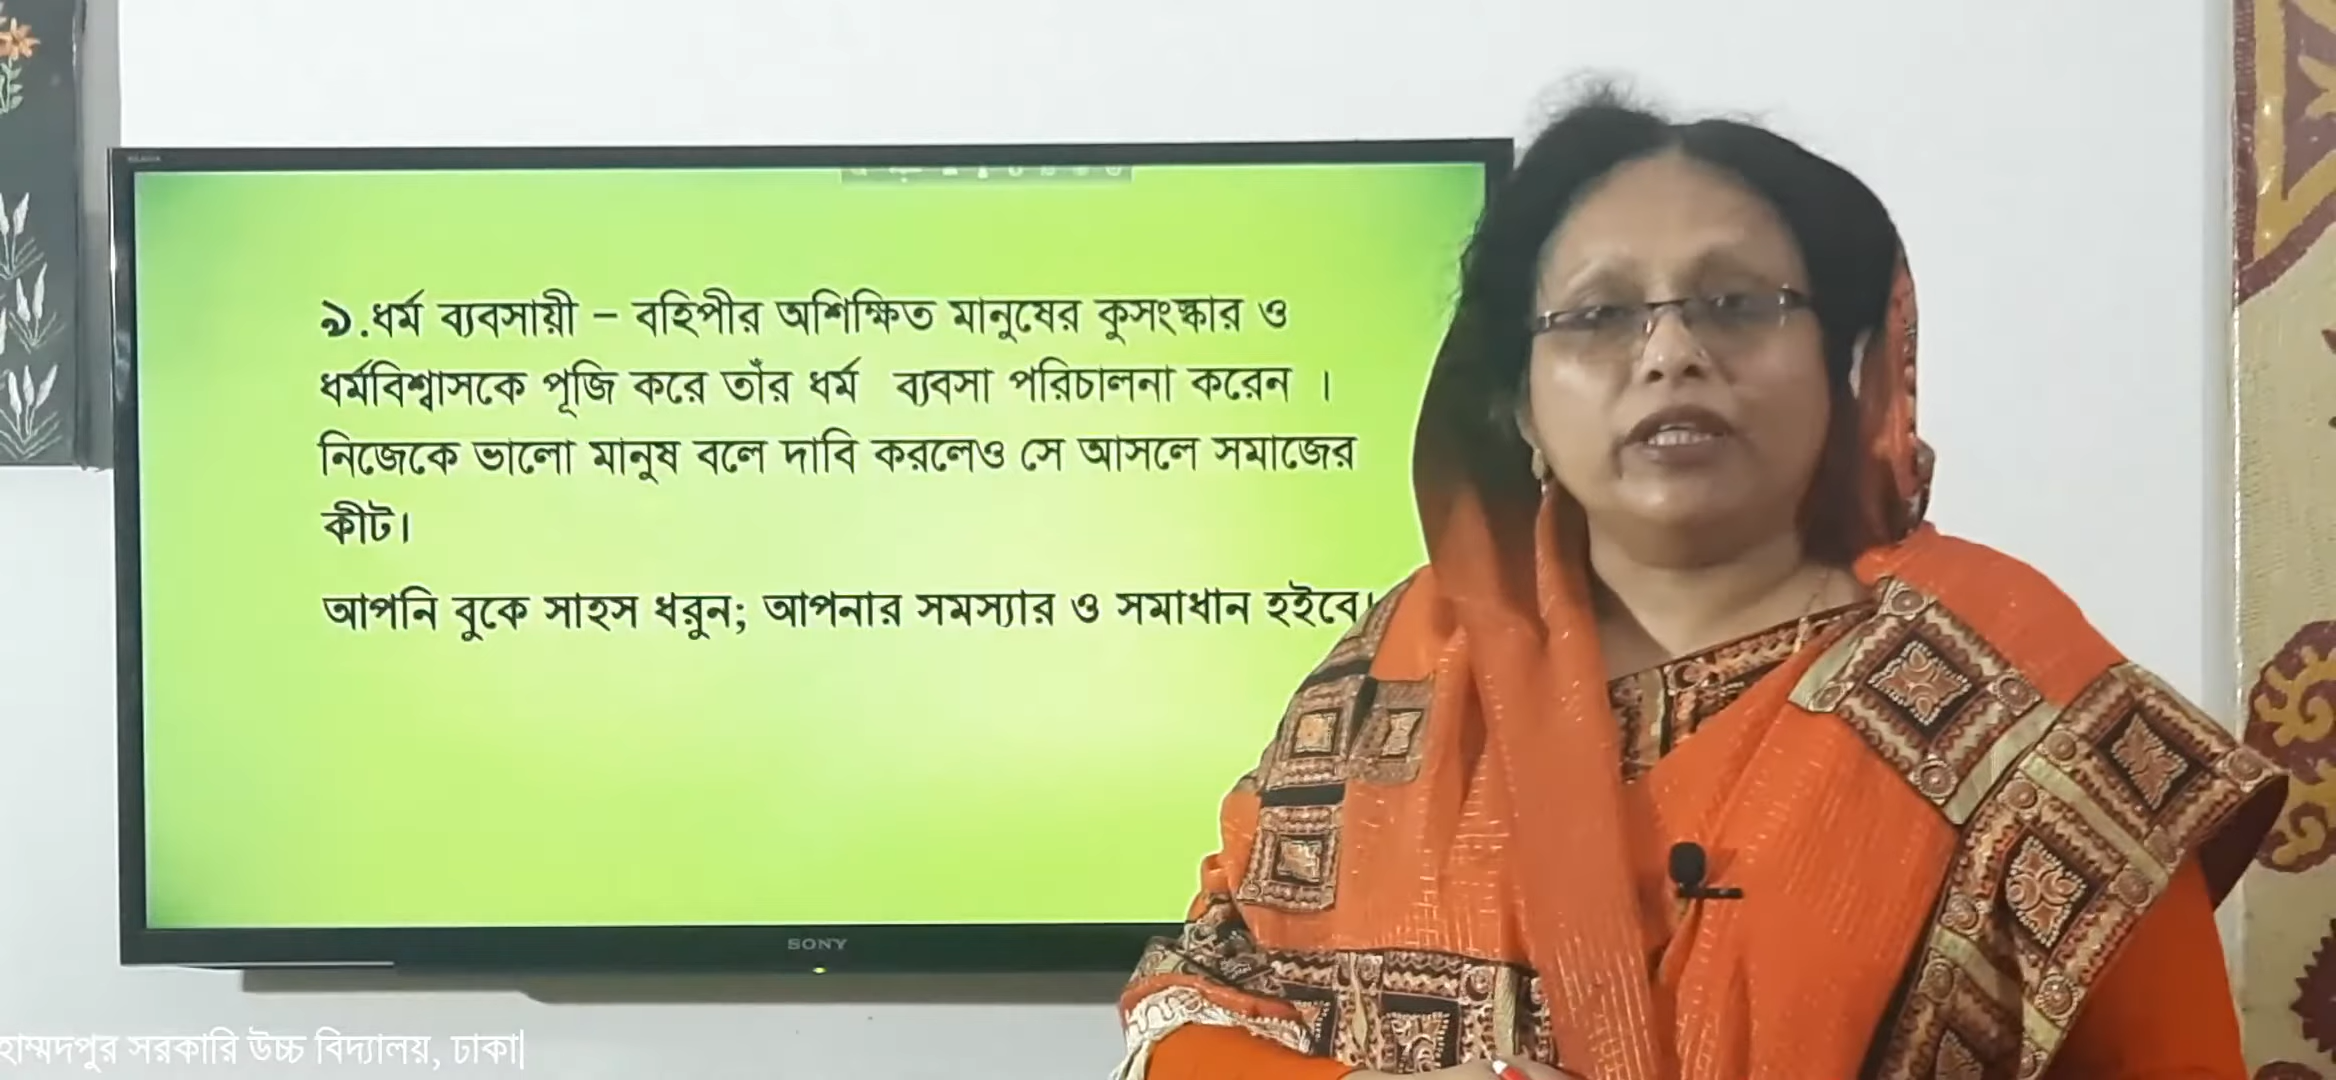 ৯.ধর্ম ব্যবসায়ী – বহিপীর অশিক্ষিত মানুষের কুসংস্কার ও
ধর্মবিশ্বাসকে পূজি করে তাঁর ধর্ম ব্যবসা পরিচালনা করেন ।
নিজেকে ভালো মানুষ বলে দাবি করলেও সে আসলে সমাজের
কীট।
আপনি বুকে সাহস ধরুন; আপনার সমস্যার ও সমাধান হইবে।
SONY
হাম্মদপুর সরকারি উচ্চ বিদ্যালয়, ঢাকা|